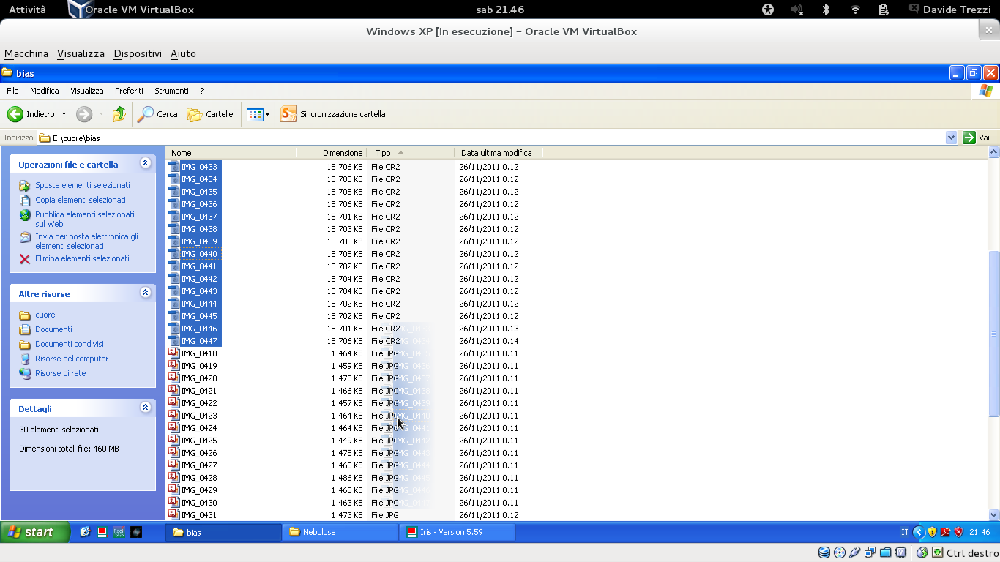 Attività Oracle VM VirtualBox sab 21.46 Davide Trezzi
Windows XP [In esecuzione] - Oracle VM VirtualBox
Macchina Visualizza Dispositivi Aiuto
bias
File Modifica Visualizza Preferiti Strumenti ?
Indietro Cerca Cartelle Sincronizzazione cartella
Indirizzo E:\cuore\bias Vai
Operazioni file e cartella
Sposta elementi selezionati
Copia elementi selezionati
Pubblica elementi selezionati
sul Web
Invia per posta elettronica gli
elementi selezionati
Elimina elementi selezionati
Altre risorse
cuore
Documenti
Documenti condivisi
Risorse del computer
Risorse di rete
Dettagli
30 elementi selezionati.
Dimensioni totali file: 460 MB
Nome Dimensione Tipo Data ultima modifica
IMG_0433 15.706 KB File CR2 26/11/2011 0.12
IMG_0434 15.705 KB File CR2 26/11/2011 0.12
IMG_0435 15.705 KB File CR2 26/11/2011 0.12
IMG_0436 15.706 KB File CR2 26/11/2011 0.12
IMG_0437 15.701 KB File CR2 26/11/2011 0.12
IMG_0438 15.703 KB File CR2 26/11/2011 0.12
IMG_0439 15.705 KB File CR2 26/11/2011 0.12
IMG_0440 15.705 KB File CR2 26/11/2011 0.12
IMG_0441 15.702 KB File CR2 26/11/2011 0.12
IMG_0442 15.704 KB File CR2 26/11/2011 0.12
IMG_0443 15.704 KB File CR2 26/11/2011 0.12
IMG_0444 15.702 KB File CR2 26/11/2011 0.12
IMG_0445 15.702 KB File CR2 26/11/2011 0.12
IMG_0446 15.701 KB File CR2 26/11/2011 0.13
IMG_0447 15.706 KB File CR2 26/11/2011 0.14
IMG_0418 1.464 KB File JPG 26/11/2011 0.11
IMG_0419 1.459 KB File JPG 26/11/2011 0.11
IMG_0420 1.473 KB File JPG 26/11/2011 0.11
IMG_0421 1.466 KB File JPG 26/11/2011 0.11
IMG_0422 1.457 KB File JPG 26/11/2011 0.11
IMG_0423 1.464 KB File JPG 26/11/2011 0.11
IMG_0424 1.464 KB File JPG 26/11/2011 0.11
IMG_0425 1.449 KB File JPG 26/11/2011 0.11
IMG_0426 1.478 KB File JPG 26/11/2011 0.11
IMG_0427 1.460 KB File JPG 26/11/2011 0.11
IMG_0428 1.486 KB File JPG 26/11/2011 0.11
IMG_0429 1.460 KB File JPG 26/11/2011 0.11
IMG_0430 1.463 KB File JPG 26/11/2011 0.11
IMG_0431 1.473 KB File JPG 26/11/2011 0.12
start bias Nebulosa Iris - Version 5.59 IT 21.46
Ctrl destro